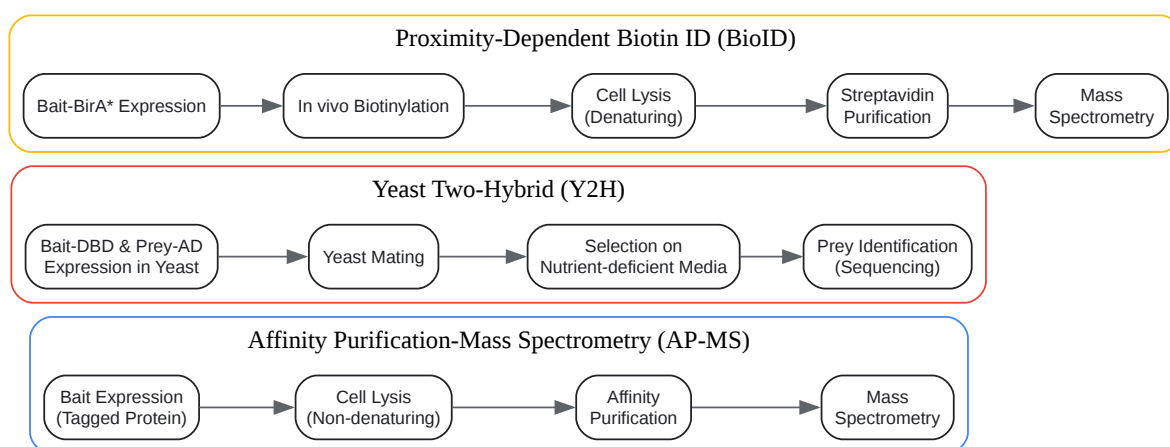 Proximity-Dependent Biotin ID (BioID)
Bait-BirA* Expression
In vivo Biotinylation
Cell Lysis
(Denaturing)
Streptavidin
Purification
Mass
Spectrometry
Yeast Two-Hybrid (Y2H)
Bait-DBD & Prey-AD
Expression in Yeast
Yeast Mating
Selection on
Nutrient-deficient Media
Prey Identification
(Sequencing)
Affinity Purification-Mass Spectrometry (AP-MS)
Bait Expression
(Tagged Protein)
Cell Lysis
(Non-denaturing)
Affinity
Purification
Mass
Spectrometry